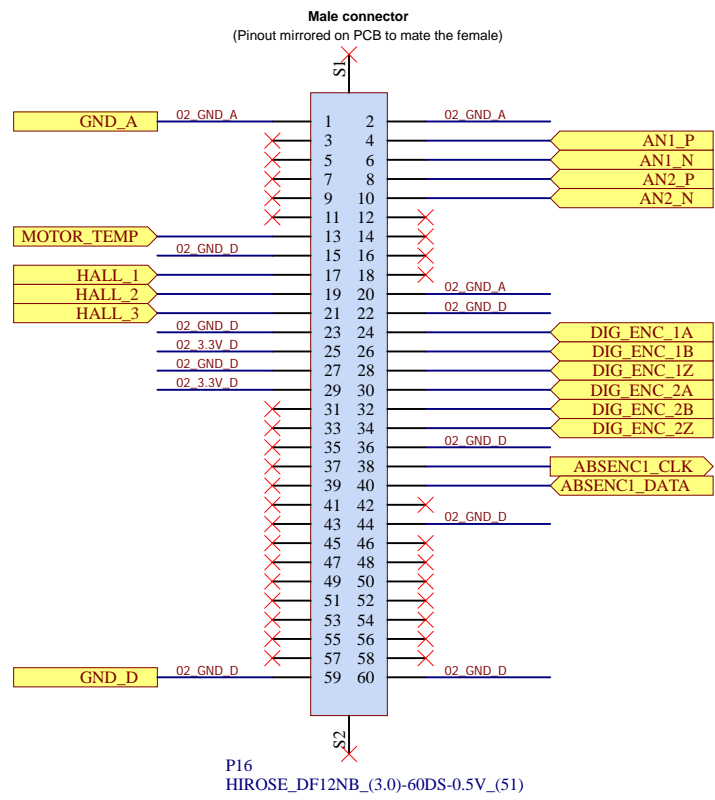 Male connector
(Pinout mirrored on PCB to mate the female)
S1
GND_A 02_GND_A 1 2 02_GND_A
3 4 AN1_P
5 6 AN1_N
7 8 AN2_P
9 10 AN2_N
11 12
MOTOR_TEMP 13 14
02_GND_D 15 16
HALL_1 17 18
HALL_2 19 20 02_GND_A
HALL_3 21 22 02_GND_D
02_GND_D 23 24 DIG_ENC_1A
02_3.3V_D 25 26 DIG_ENC_1B
02_GND_D 27 28 DIG_ENC_1Z
02_3.3V_D 29 30 DIG_ENC_2A
31 32 DIG_ENC_2B
33 34 DIG_ENC_2Z
35 36 02_GND_D
37 38 ABSENC1_CLK
39 40 ABSENC1_DATA
41 42
43 44 02_GND_D
45 46
47 48
49 50
51 52
53 54
55 56
57 58
GND_D 02_GND_D 59 60 02_GND_D
S2
P16
HIROSE_DF12NB_(3.0)-60DS-0.5V_(51)